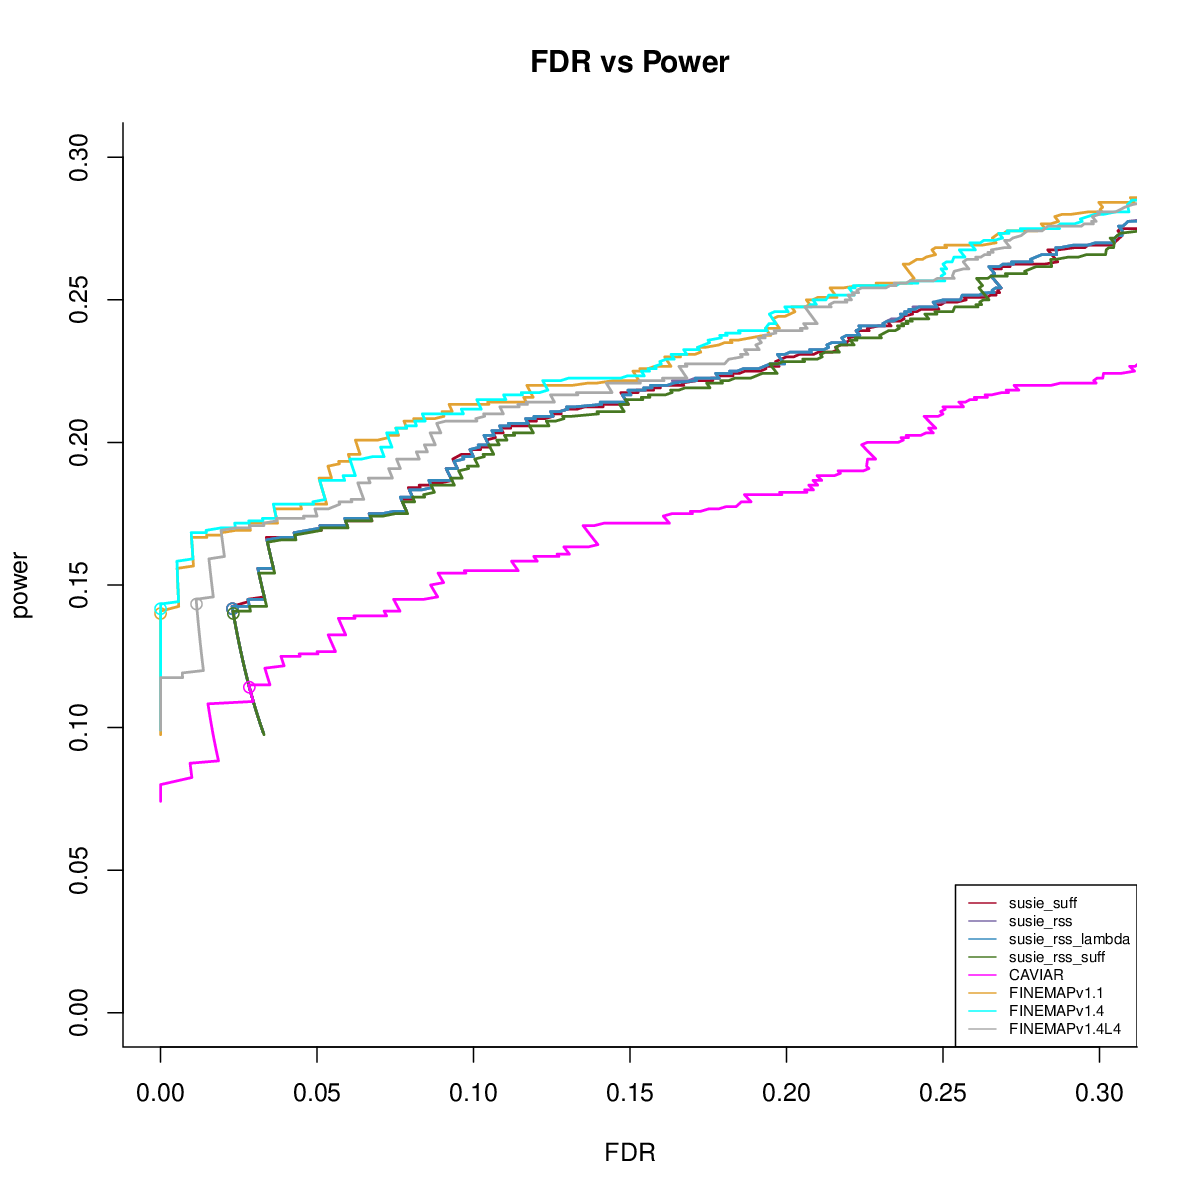 FDR vs Power
power
0.30
0.25
0.20
0.15
0.10
0.05
0.00
susie_suff
susie_rss
susie_rss_lambda
susie_rss_suff
CAVIAR
FINEMAPv1.1
FINEMAPv1.4
FINEMAPv1.4L4
0.00 0.05 0.10 0.15 0.20 0.25 0.30
FDR